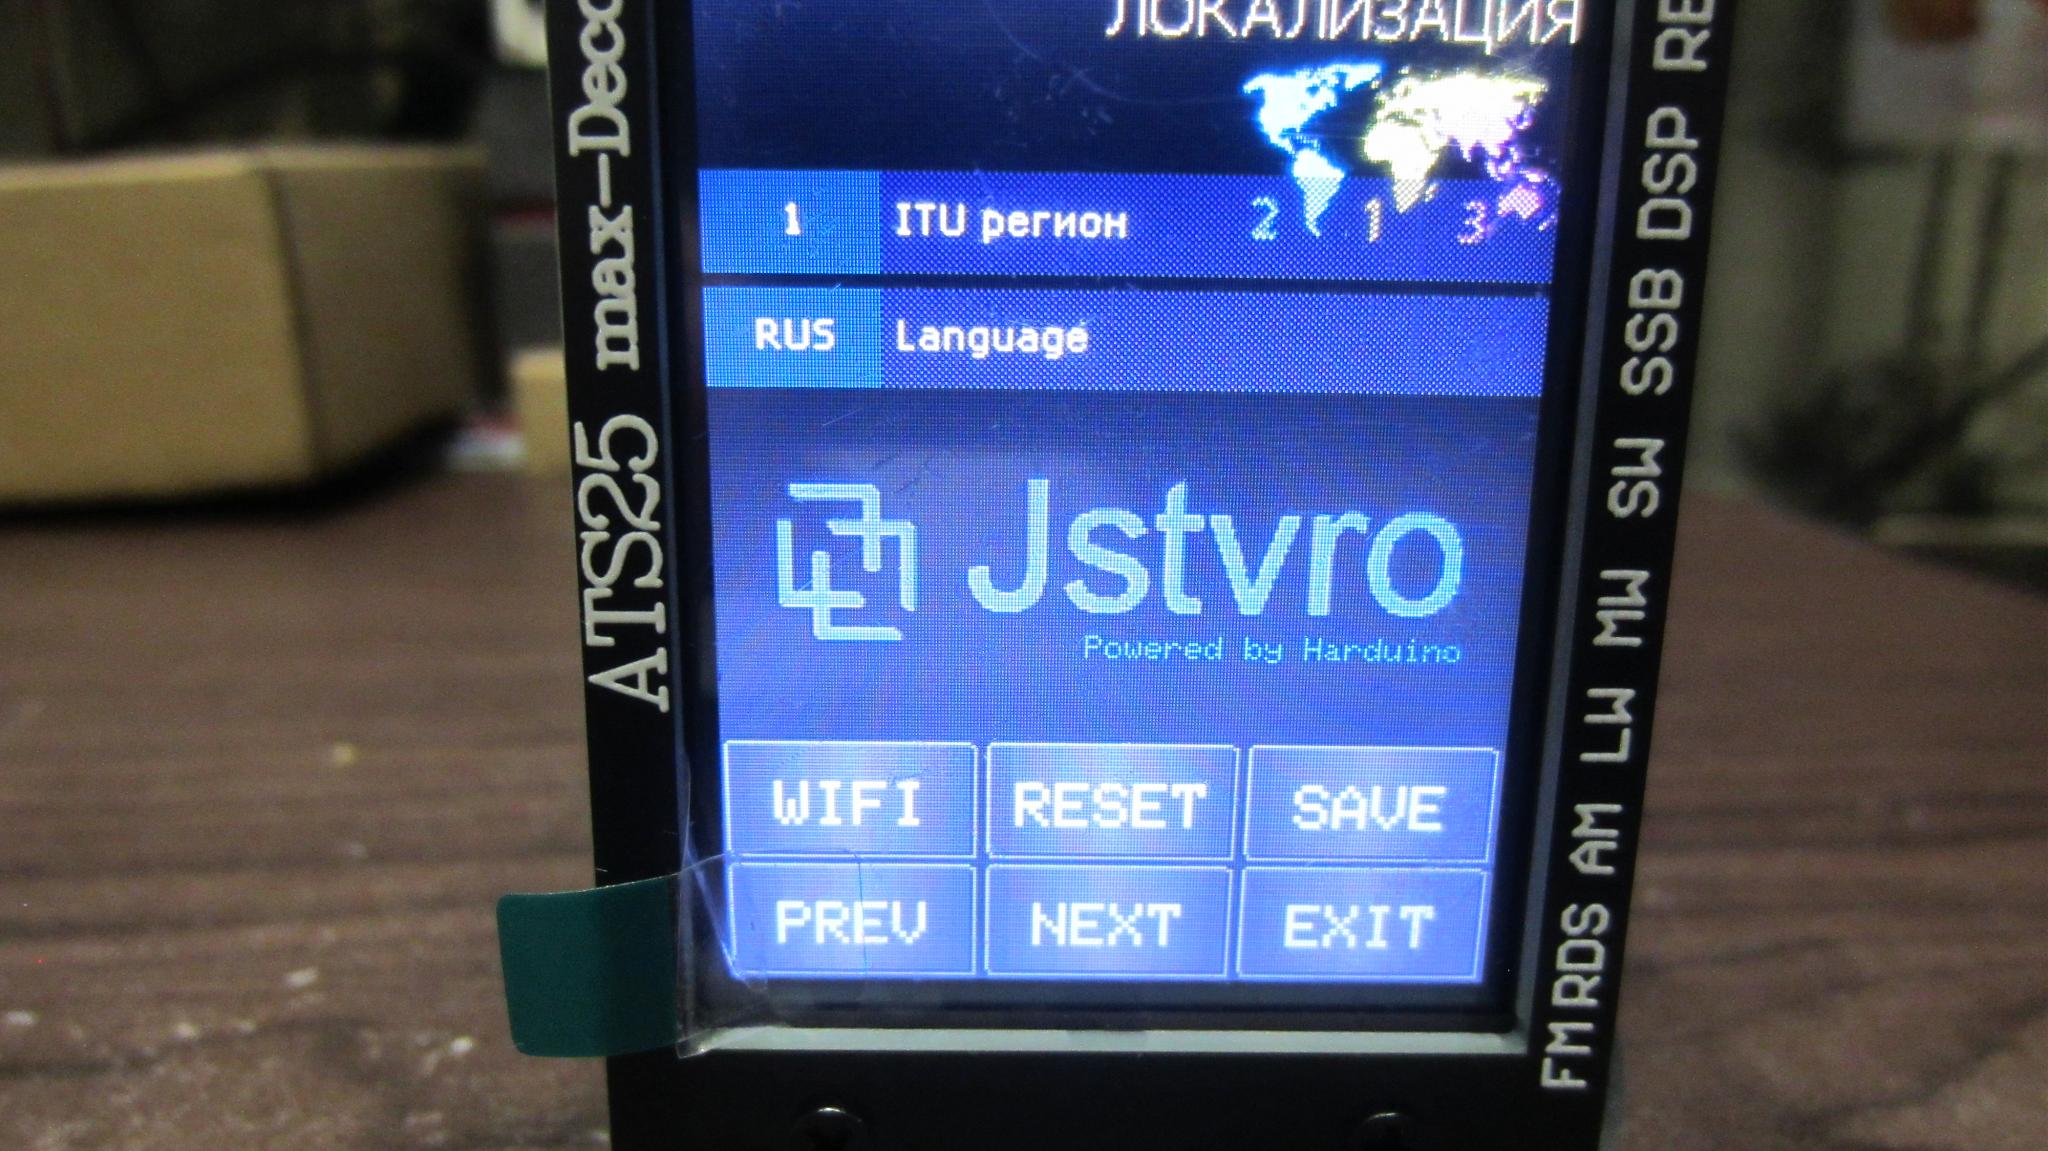 ЛОКАЛИЗАЦИЯ
1 ITU регион 2 1 3
RUS Language
Jstvro
Powered by Harduino
WIFI RESET SAVE
PREV NEXT EXIT
ATS25 max-Deco
FM RDS AM LW MW SW SSB DSP RE